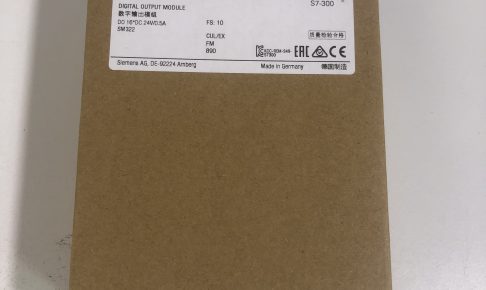 DIGITAL OUTPUT MODULE
S7-300
数字输出模组
DO 16*DC 24V/0.5A
FS: 10
SM322
质量检验合格
CUL/EX
FM
890
Siemens AG, DE-92224 Amberg
Made in Germany
德国制造